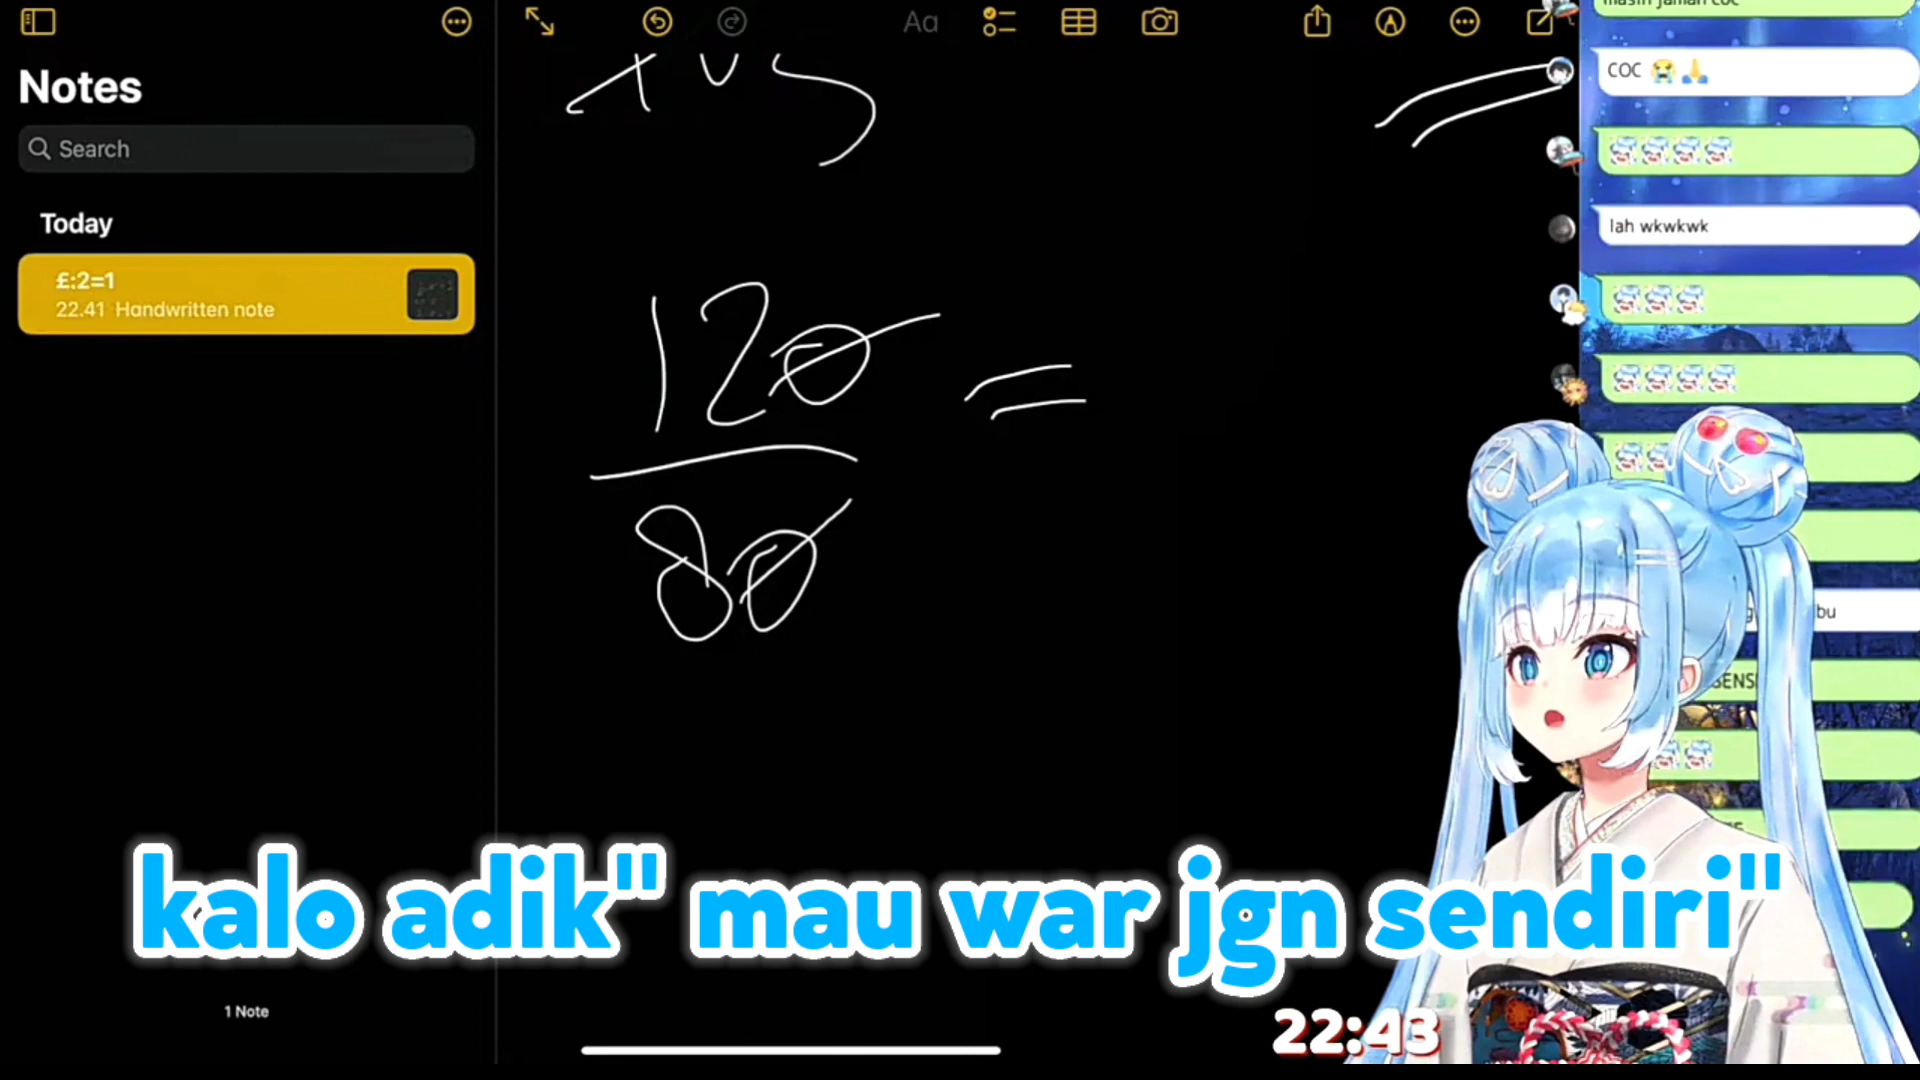 Notes
Search
Today
£:2=1
22.41 Handwritten note
1 Note
Aa
120
80
=
COC 😭🙏
lah wkwkwk
bu
kalo adik" mau war jgn sendiri"
22:43